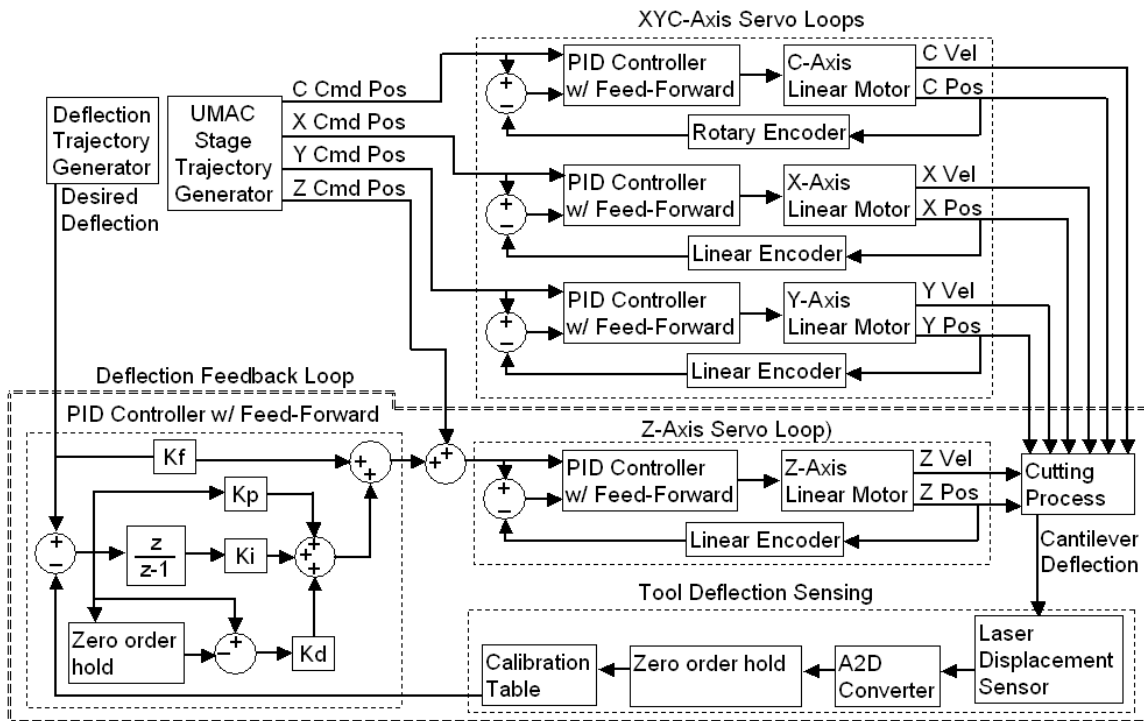 XYC-Axis Servo Loops
Deflection
Trajectory
Generator
Desired
Deflection
UMAC
Stage
Trajectory
Generator
C Cmd Pos
X Cmd Pos
Y Cmd Pos
Z Cmd Pos
+
−
PID Controller
w/ Feed-Forward
C-Axis
Linear Motor
C Vel
C Pos
Rotary Encoder
+
−
PID Controller
w/ Feed-Forward
X-Axis
Linear Motor
X Vel
X Pos
Linear Encoder
+
−
PID Controller
w/ Feed-Forward
Y-Axis
Linear Motor
Y Vel
Y Pos
Linear Encoder
Deflection Feedback Loop
PID Controller w/ Feed-Forward
Kf
+
+
+
+
Kp
+
−
z
z-1
Ki
+
+
+
Zero order
hold
−
+
Kd
Z-Axis Servo Loop)
+
−
PID Controller
w/ Feed-Forward
Z-Axis
Linear Motor
Z Vel
Z Pos
Linear Encoder
Cutting
Process
Cantilever
Deflection
Tool Deflection Sensing
Calibration
Table
Zero order hold
A2D
Converter
Laser
Displacement
Sensor